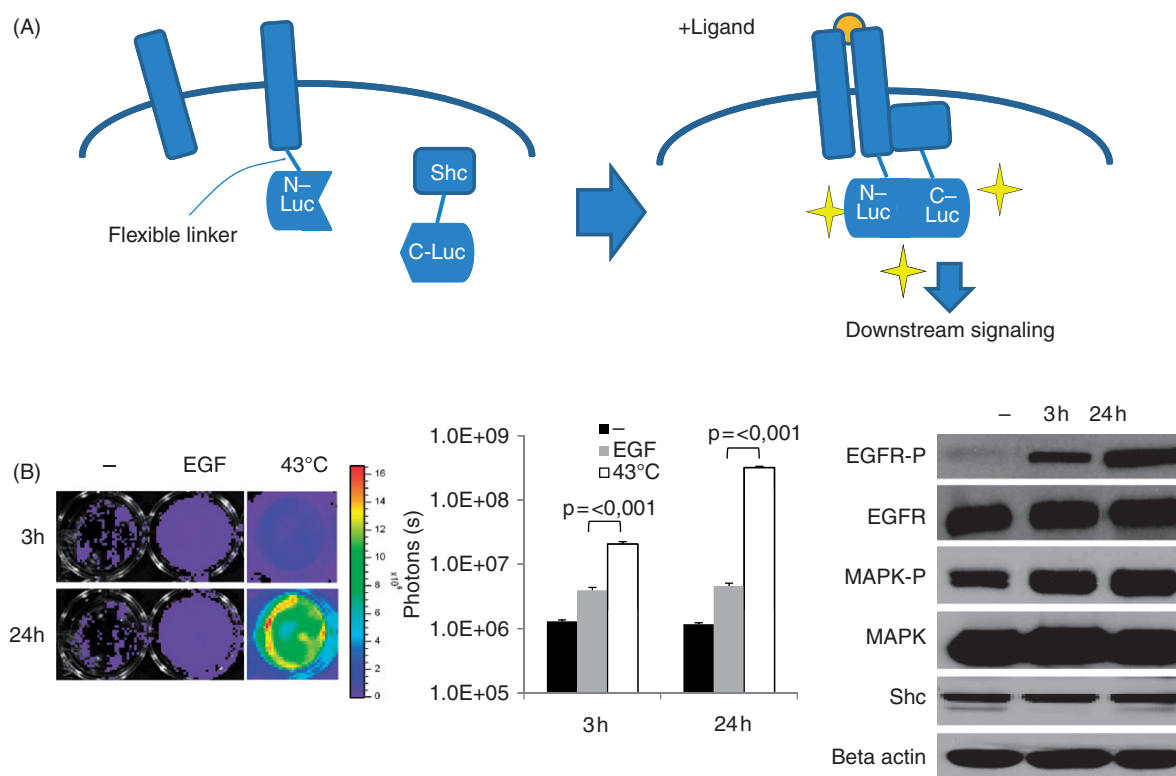 (A)
+Ligand
Shc
N–
Luc
Flexible linker
C-Luc
N–
Luc
C–
Luc
Downstream signaling
(B)
– EGF 43°C
3h
24h
16
14
12
10
8
6
4
2
0
Photons (s)
1.0E+09
1.0E+08
1.0E+07
1.0E+06
1.0E+05
–
EGF
43°C
p=<0,001
p=<0,001
3h 24h
– 3h 24h
EGFR-P
EGFR
MAPK-P
MAPK
Shc
Beta actin